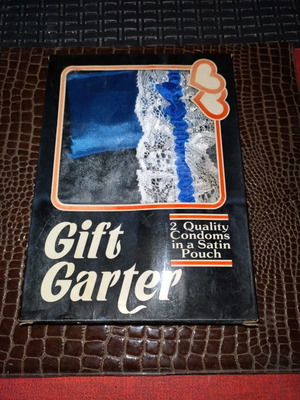 Gift
Garter
2 Quality
Condoms
in a Satin
Pouch